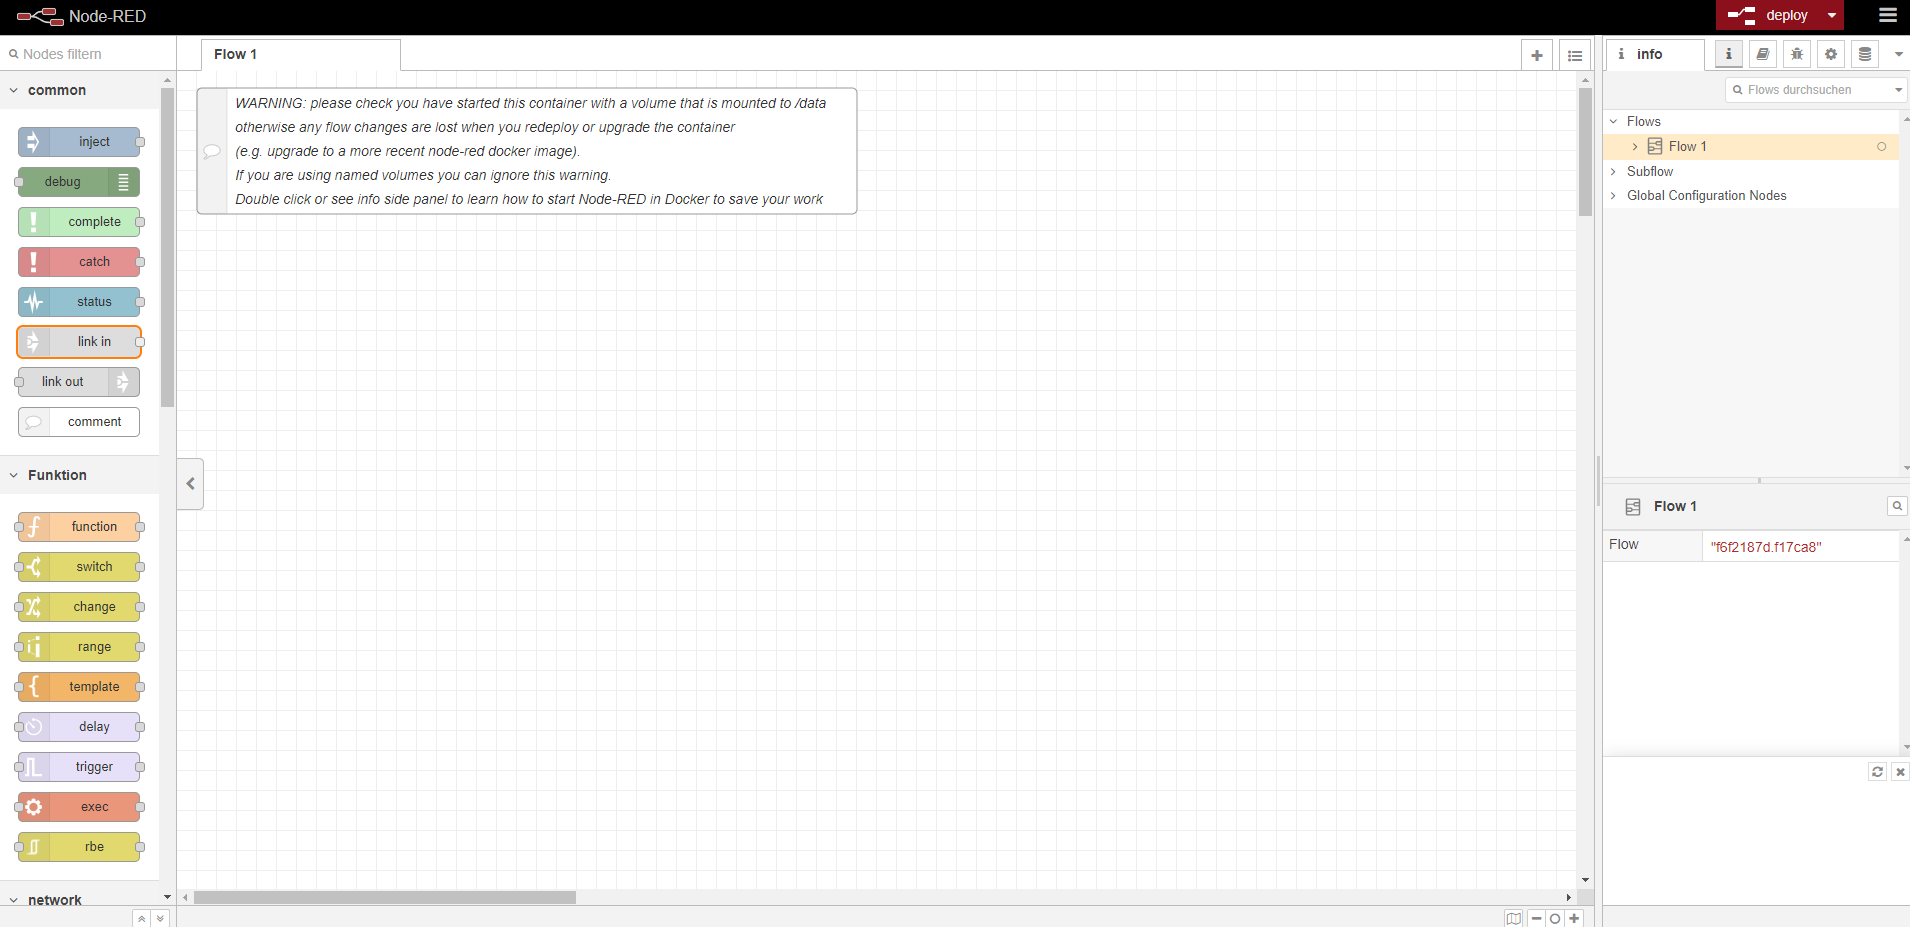 Node-RED
deploy
Nodes filtern
Flow 1
info
common
inject
debug
complete
catch
status
link in
link out
comment
Funktion
function
switch
change
range
template
delay
trigger
exec
rbe
network
WARNING: please check you have started this container with a volume that is mounted to /data
otherwise any flow changes are lost when you redeploy or upgrade the container
(e.g. upgrade to a more recent node-red docker image).
If you are using named volumes you can ignore this warning.
Double click or see info side panel to learn how to start Node-RED in Docker to save your work
Flows durchsuchen
Flows
Flow 1
Subflow
Global Configuration Nodes
Flow 1
Flow
"f6f2187d.f17ca8"